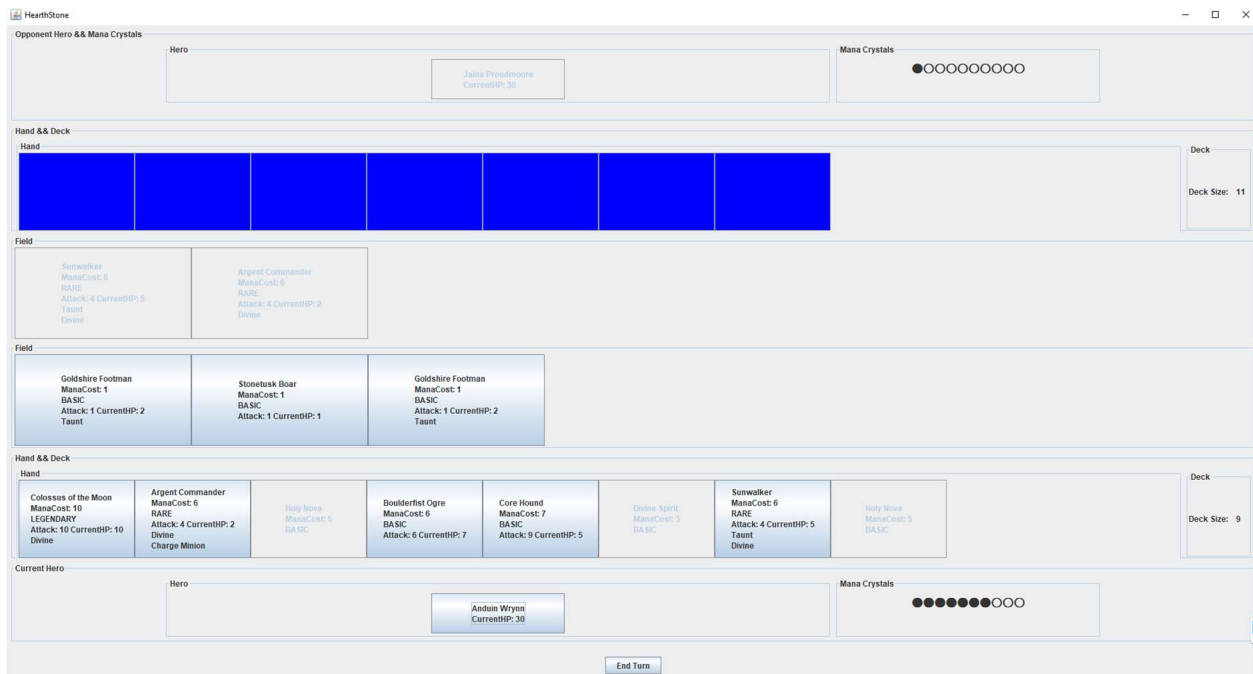 HearthStone
Opponent Hero && Mana Crystals
Hero
Mana Crystals
Jaina Proudmoore
CurrentHP: 30
Hand && Deck
Hand
Deck
Deck Size: 11
Field
Sunwalker
ManaCost: 6
RARE
Attack: 4 CurrentHP: 5
Taunt
Divine
Argent Commander
ManaCost: 6
RARE
Attack: 4 CurrentHP: 2
Divine
Field
Goldshire Footman
ManaCost: 1
BASIC
Attack: 1 CurrentHP: 2
Taunt
Stonetusk Boar
ManaCost: 1
BASIC
Attack: 1 CurrentHP: 1
Goldshire Footman
ManaCost: 1
BASIC
Attack: 1 CurrentHP: 2
Taunt
Hand && Deck
Hand
Colossus of the Moon
ManaCost: 10
LEGENDARY
Attack: 10 CurrentHP: 10
Divine
Argent Commander
ManaCost: 6
RARE
Attack: 4 CurrentHP: 2
Divine
Charge Minion
Holy Nova
ManaCost: 5
BASIC
Boulderfist Ogre
ManaCost: 6
BASIC
Attack: 6 CurrentHP: 7
Core Hound
ManaCost: 7
BASIC
Attack: 9 CurrentHP: 5
Divine Spirit
ManaCost: 3
BASIC
Sunwalker
ManaCost: 6
RARE
Attack: 4 CurrentHP: 5
Taunt
Divine
Holy Nova
ManaCost: 5
BASIC
Deck
Deck Size: 9
Current Hero
Hero
Anduin Wrynn
CurrentHP: 30
Mana Crystals
End Turn